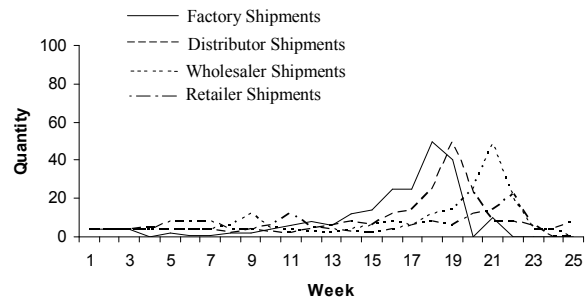 Factory Shipments
Distributor Shipments
Wholesaler Shipments
Retailer Shipments
100
80
60
40
20
0
Quantity
1 3 5 7 9 11 13 15 17 19 21 23 25
Week